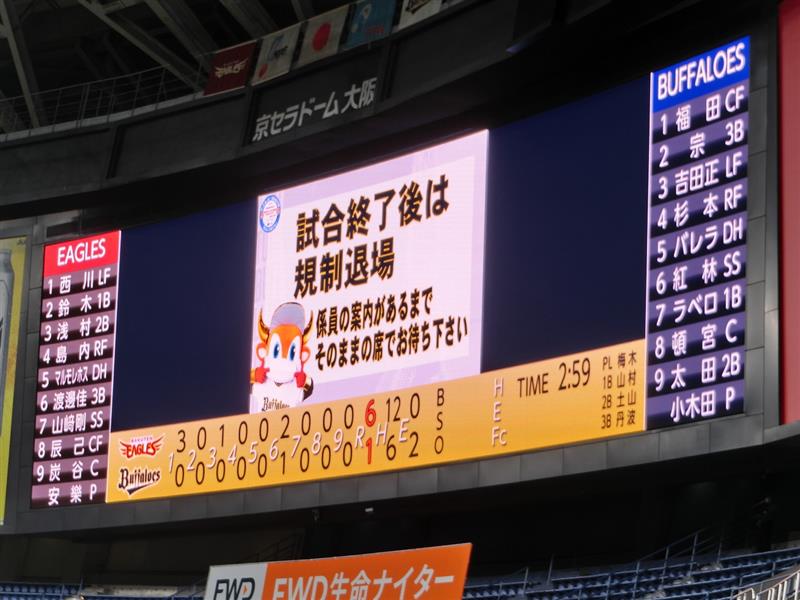 京セラドーム大阪
EAGLES
1 西川 LF
2 鈴木 1B
3 浅村 2B
4 島内 RF
5 マルモレホス DH
6 渡邊佳 3B
7 山﨑剛 SS
8 辰己 CF
9 炭谷 C
安樂 P
試合終了後は
規制退場
係員の案内があるまで
そのままの席でお待ち下さい
Buffaloes
BUFFALOES
1 福田 CF
2 宗 3B
3 吉田正 LF
4 杉本 RF
5 バレラ DH
6 紅林 SS
7 ラベロ 1B
8 頓宮 C
9 太田 2B
小木田 P
1 2 3 4 5 6 7 8 9 R H E
EAGLES 3 0 1 0 0 2 0 0 0 6 12 0
Buffaloes 0 0 0 0 0 1 0 0 0 1 6 2
B
S
O
H
E
Fc
TIME 2:59
PL 梅木
1B 山村
2B 土山
3B 丹波
FWD FWD生命ナイター